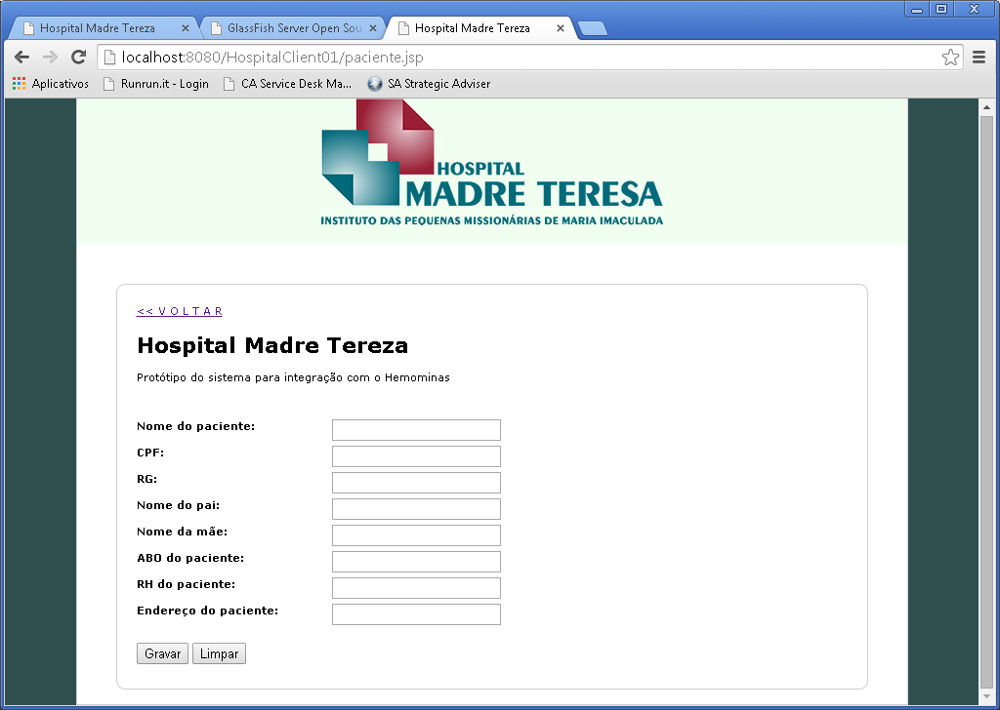 Hospital Madre Tereza
GlassFish Server Open Sou
Hospital Madre Tereza
localhost:8080/HospitalClient01/paciente.jsp
Aplicativos
Runrun.it - Login
CA Service Desk Ma...
SA Strategic Adviser
HOSPITAL
MADRE TERESA
INSTITUTO DAS PEQUENAS MISSIONÁRIAS DE MARIA IMACULADA
<< V O L T A R
Hospital Madre Tereza
Protótipo do sistema para integração com o Hemominas
Nome do paciente:
CPF:
RG:
Nome do pai:
Nome da mãe:
ABO do paciente:
RH do paciente:
Endereço do paciente:
Gravar Limpar